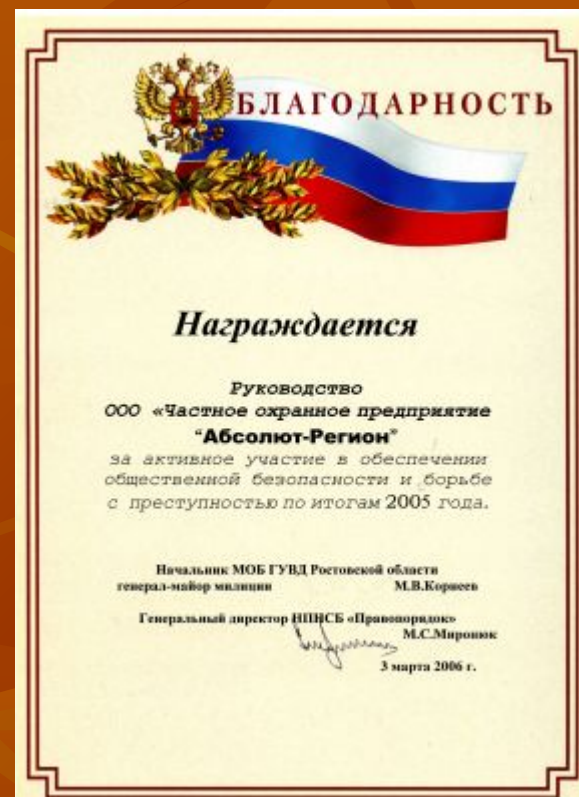 БЛАГОДАРНОСТЬ
Награждается
Руководство
ООО «Частное охранное предприятие
"Абсолют-Регион"
за активное участие в обеспечении
общественной безопасности и борьбе
с преступностью по итогам 2005 года.
Начальник МОБ ГУВД Ростовской области
генерал-майор милиции М.В.Корнеев
Генеральный директор НПНСБ «Правопорядок»
М.С.Миронюк
3 марта 2006 г.